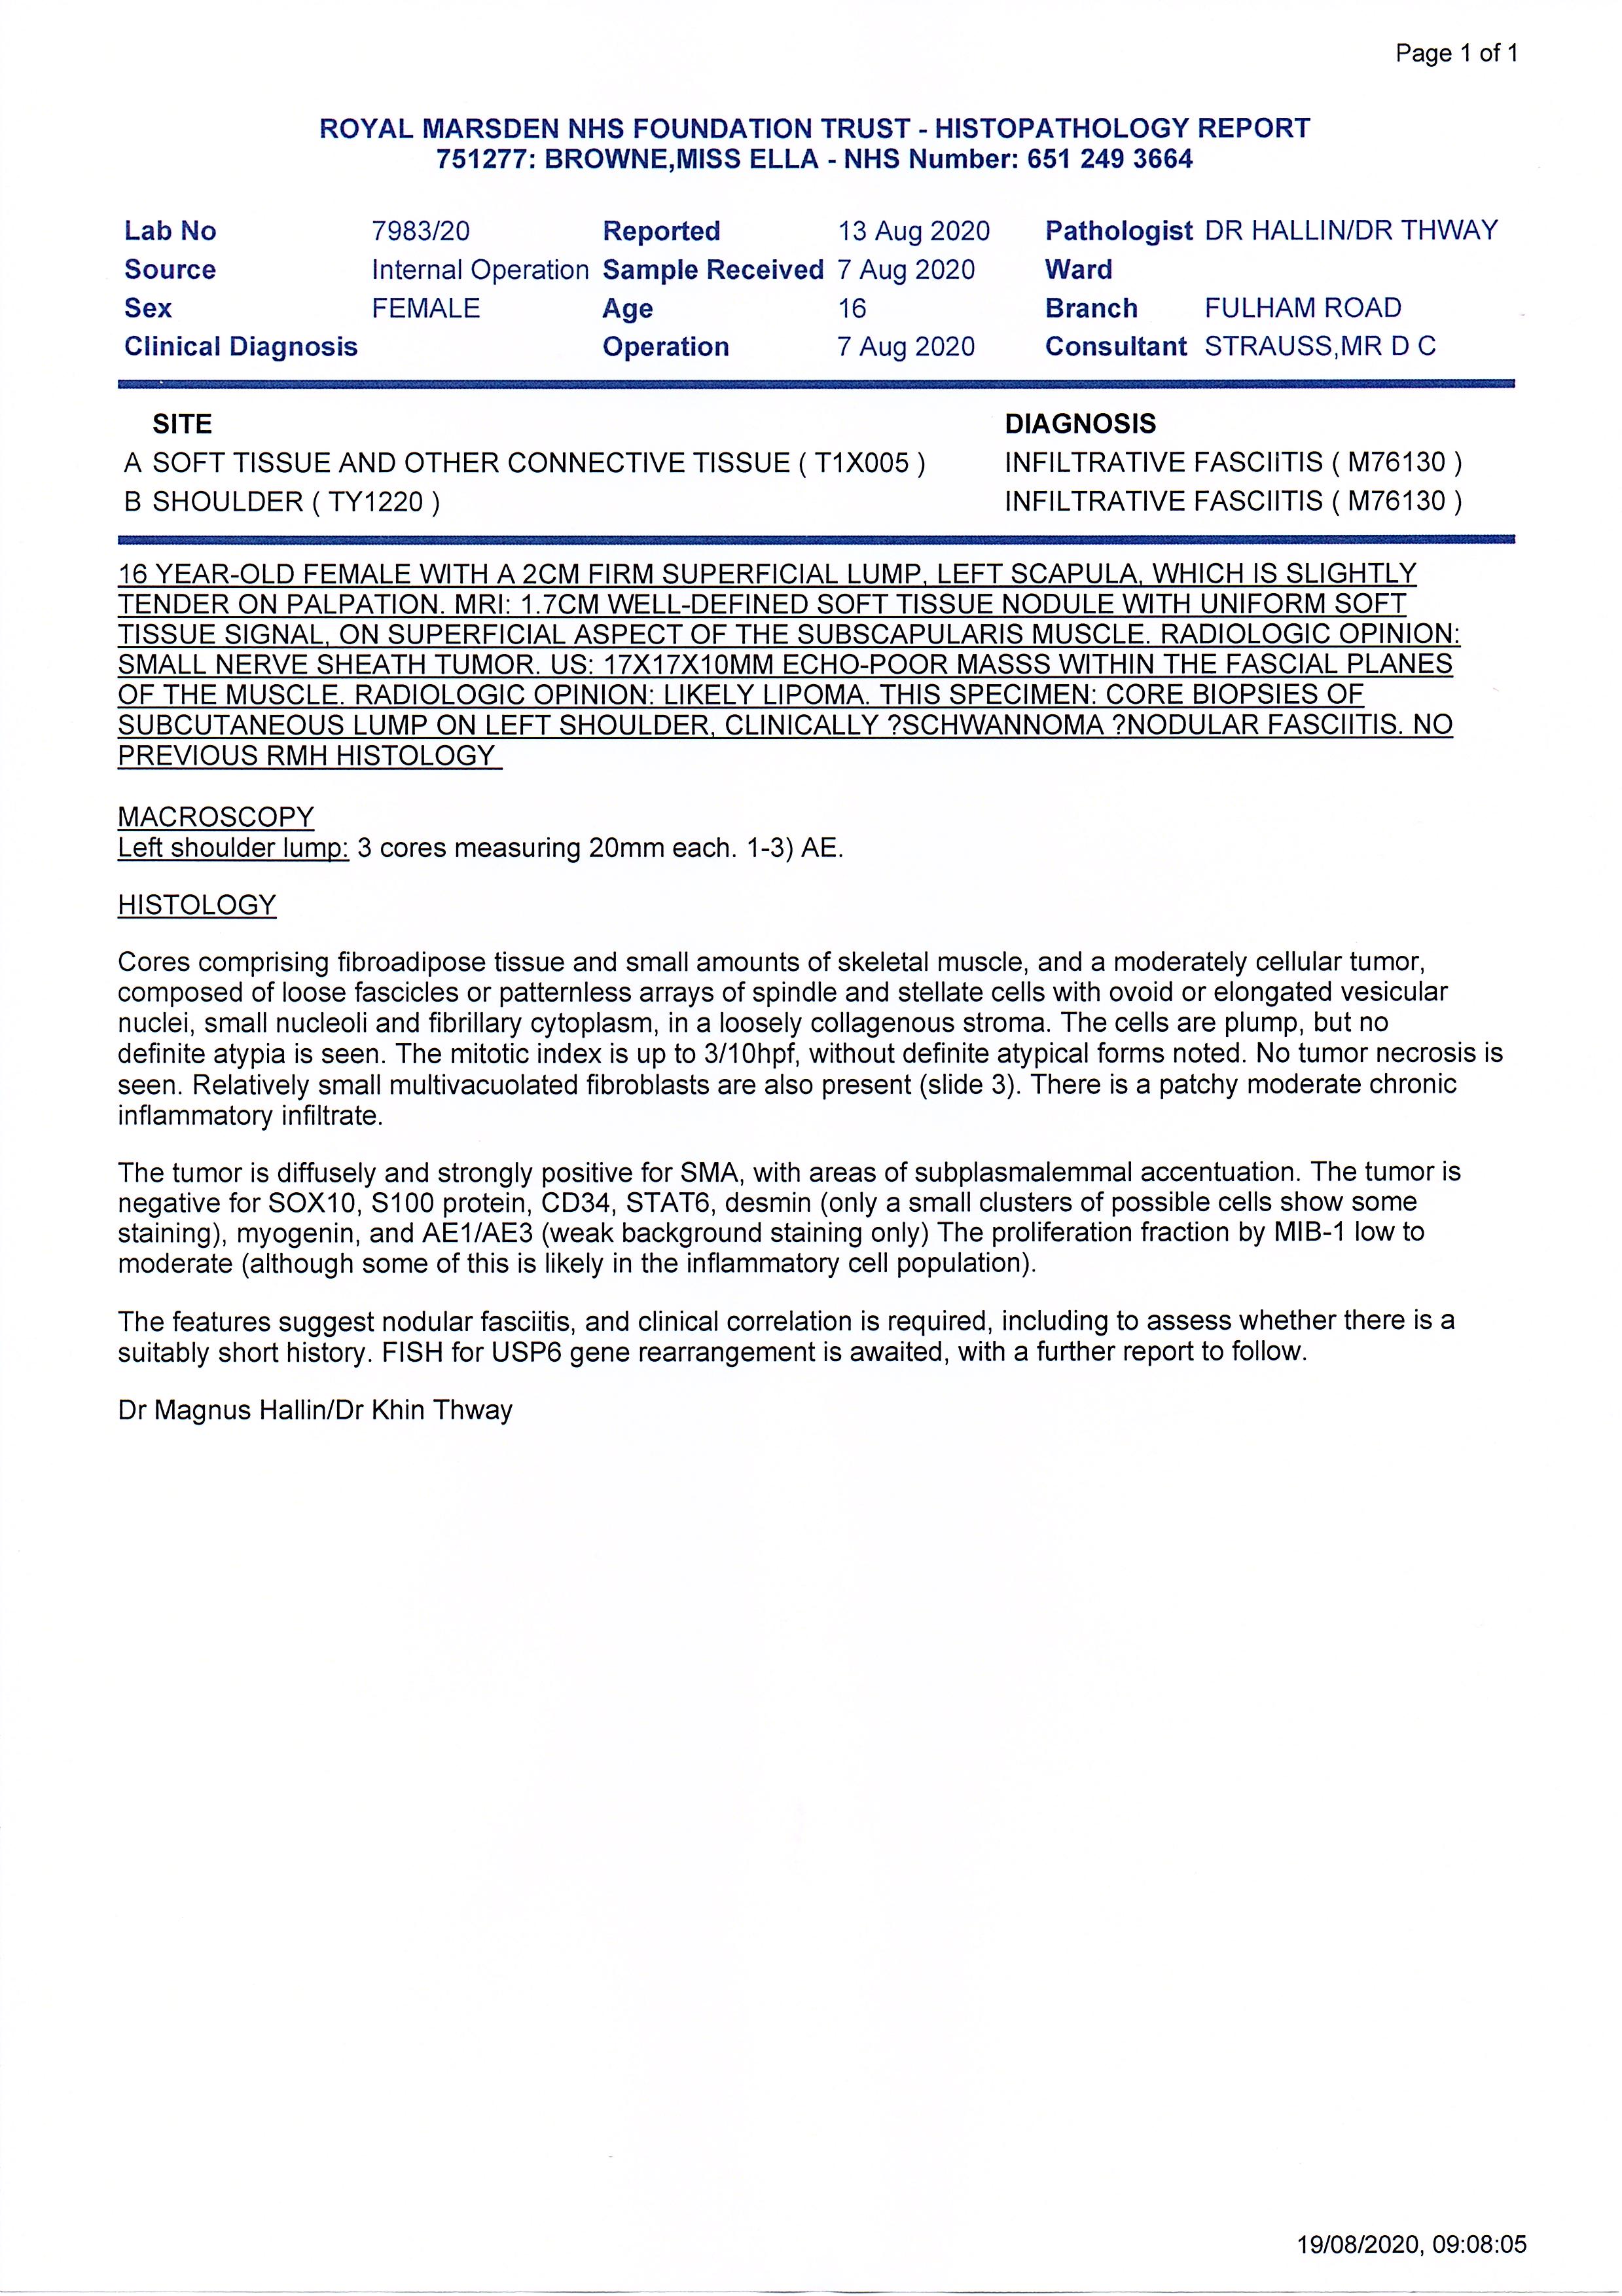 Page 1 of 1
ROYAL MARSDEN NHS FOUNDATION TRUST - HISTOPATHOLOGY REPORT
751277: BROWNE,MISS ELLA - NHS Number: 651 249 3664
Lab No 7983/20 Reported 13 Aug 2020 Pathologist DR HALLIN/DR THWAY
Source Internal Operation Sample Received 7 Aug 2020 Ward
Sex FEMALE Age 16 Branch FULHAM ROAD
Clinical Diagnosis Operation 7 Aug 2020 Consultant STRAUSS,MR D C
SITE DIAGNOSIS
A SOFT TISSUE AND OTHER CONNECTIVE TISSUE ( T1X005 ) INFILTRATIVE FASCIITIS ( M76130 )
B SHOULDER ( TY1220 ) INFILTRATIVE FASCIITIS ( M76130 )
16 YEAR-OLD FEMALE WITH A 2CM FIRM SUPERFICIAL LUMP, LEFT SCAPULA, WHICH IS SLIGHTLY
TENDER ON PALPATION. MRI: 1.7CM WELL-DEFINED SOFT TISSUE NODULE WITH UNIFORM SOFT
TISSUE SIGNAL, ON SUPERFICIAL ASPECT OF THE SUBSCAPULARIS MUSCLE. RADIOLOGIC OPINION:
SMALL NERVE SHEATH TUMOR. US: 17X17X10MM ECHO-POOR MASSS WITHIN THE FASCIAL PLANES
OF THE MUSCLE. RADIOLOGIC OPINION: LIKELY LIPOMA. THIS SPECIMEN: CORE BIOPSIES OF
SUBCUTANEOUS LUMP ON LEFT SHOULDER, CLINICALLY ?SCHWANNOMA ?NODULAR FASCIITIS. NO
PREVIOUS RMH HISTOLOGY
MACROSCOPY
Left shoulder lump: 3 cores measuring 20mm each. 1-3) AE.
HISTOLOGY
Cores comprising fibroadipose tissue and small amounts of skeletal muscle, and a moderately cellular tumor,
composed of loose fascicles or patternless arrays of spindle and stellate cells with ovoid or elongated vesicular
nuclei, small nucleoli and fibrillary cytoplasm, in a loosely collagenous stroma. The cells are plump, but no
definite atypia is seen. The mitotic index is up to 3/10hpf, without definite atypical forms noted. No tumor necrosis is
seen. Relatively small multivacuolated fibroblasts are also present (slide 3). There is a patchy moderate chronic
inflammatory infiltrate.
The tumor is diffusely and strongly positive for SMA, with areas of subplasmalemmal accentuation. The tumor is
negative for SOX10, S100 protein, CD34, STAT6, desmin (only a small clusters of possible cells show some
staining), myogenin, and AE1/AE3 (weak background staining only) The proliferation fraction by MIB-1 low to
moderate (although some of this is likely in the inflammatory cell population).
The features suggest nodular fasciitis, and clinical correlation is required, including to assess whether there is a
suitably short history. FISH for USP6 gene rearrangement is awaited, with a further report to follow.
Dr Magnus Hallin/Dr Khin Thway
19/08/2020, 09:08:05